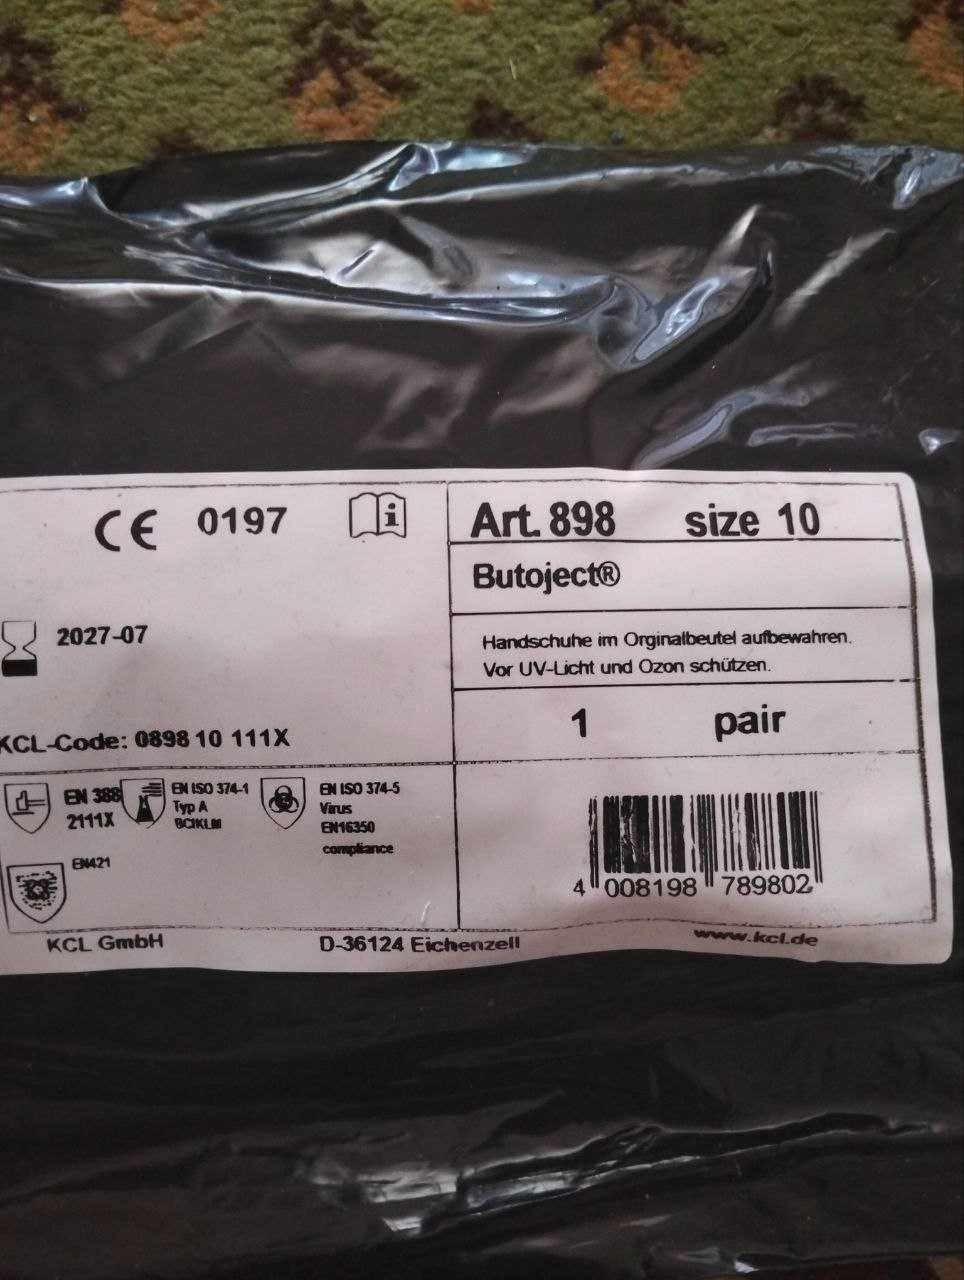 CE 0197
i
Art. 898 size 10
Butoject®
2027-07
Handschuhe im Orginalbeutel aufbewahren.
Vor UV-Licht und Ozon schützen.
1 pair
KCL-Code: 0898 10 111X
EN 388
2111X
EN ISO 374-1
Typ A
BCIKLM
EN ISO 374-5
Virus
EN16350
compliance
EN421
4 008198 789802
KCL GmbH D-36124 Eichenzell www.kcl.de